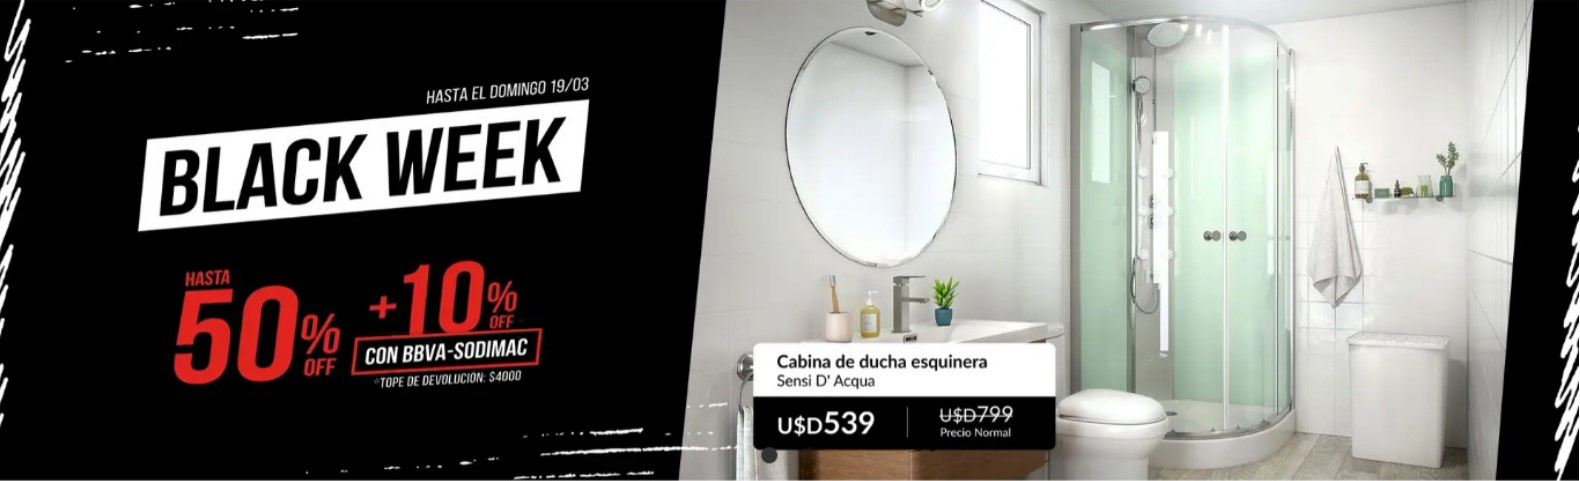 HASTA EL DOMINGO 19/03
BLACK WEEK
HASTA
50% OFF
+10% OFF
CON BBVA-SODIMAC
*TOPE DE DEVOLUCIÓN: $4000
Cabina de ducha esquinera
Sensi D' Acqua
U$D539
U$D799
Precio Normal